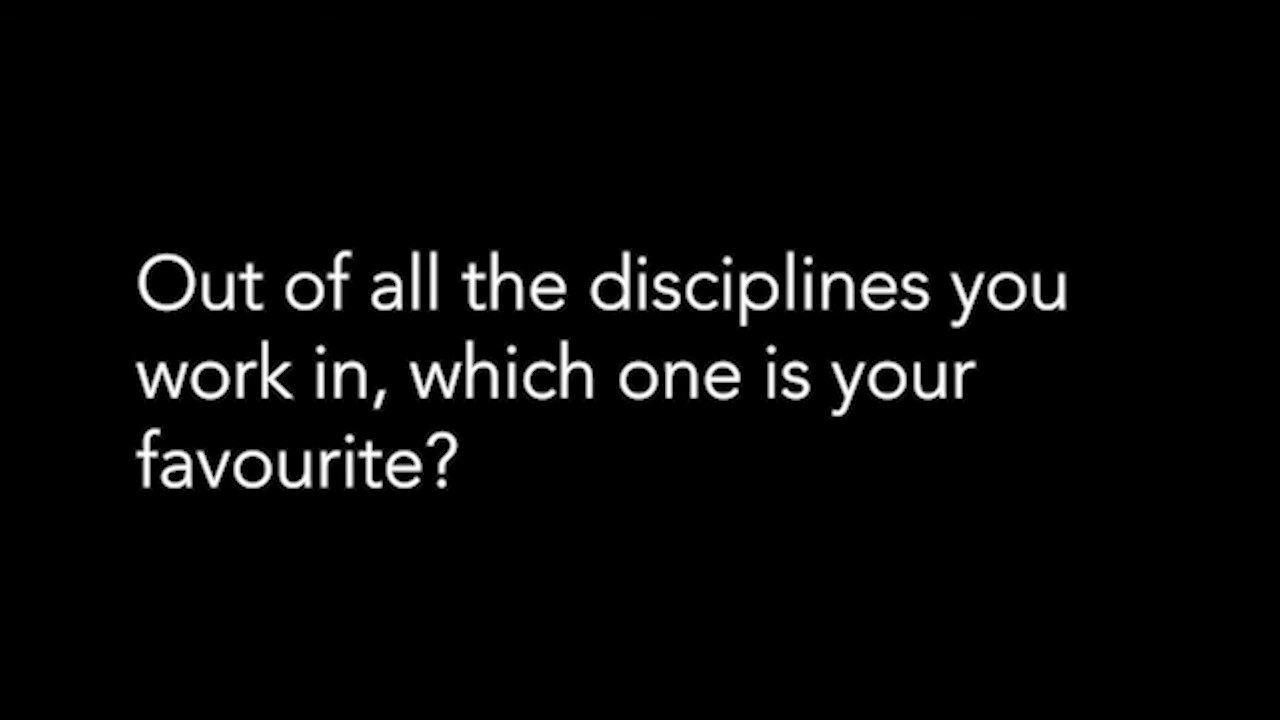 Out of all the disciplines you
work in, which one is your
favourite?